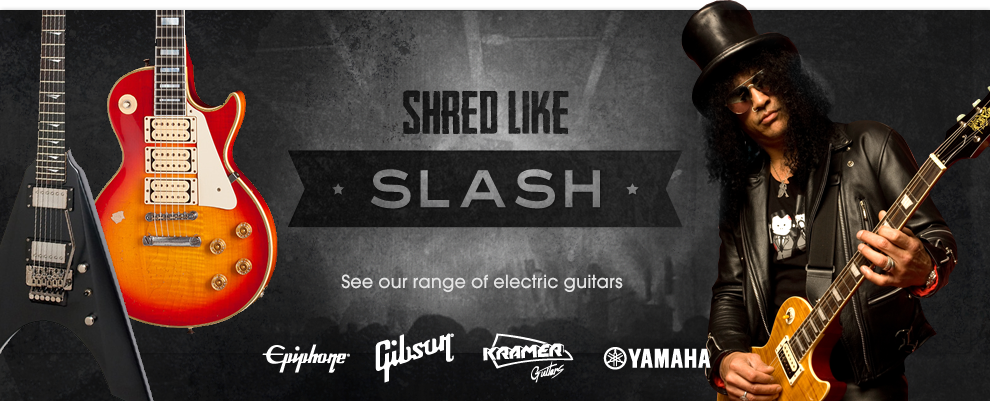 SHRED LIKE
SLASH
See our range of electric guitars
Epiphone Gibson KRAMER Guitars YAMAHA